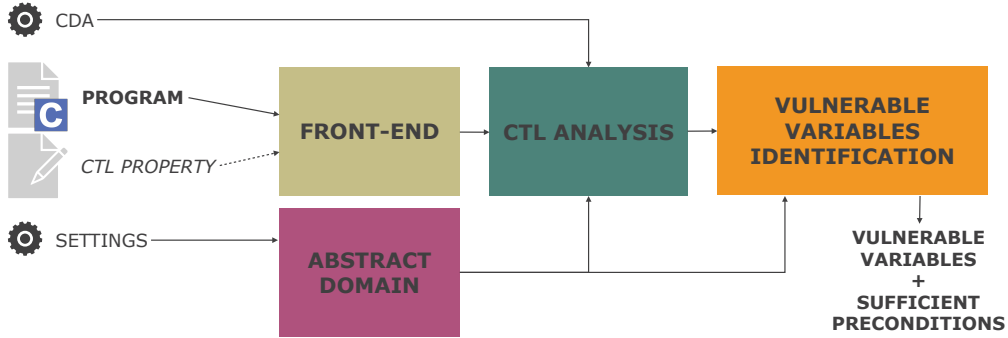 CDA
PROGRAM
C
CTL PROPERTY
SETTINGS
FRONT-END
ABSTRACT
DOMAIN
CTL ANALYSIS
VULNERABLE
VARIABLES
IDENTIFICATION
VULNERABLE
VARIABLES
+
SUFFICIENT
PRECONDITIONS